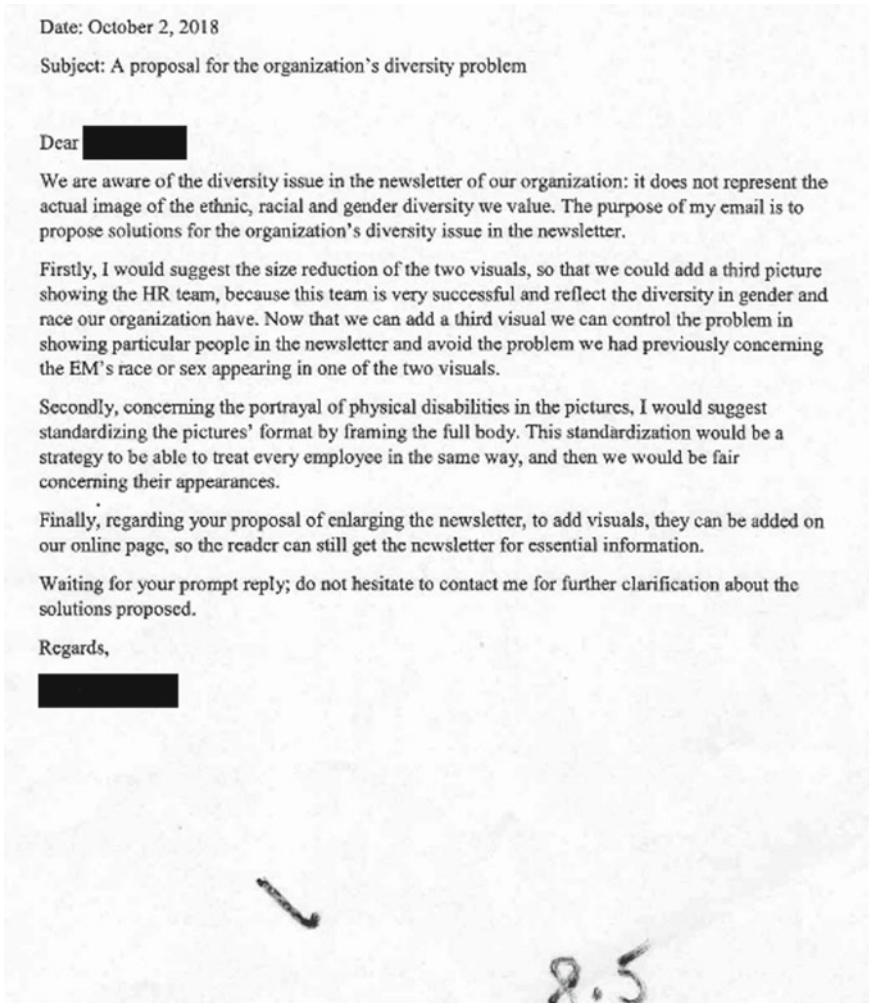 Date: October 2, 2018
Subject: A proposal for the organization's diversity problem
Dear
We are aware of the diversity issue in the newsletter of our organization: it does not represent the
actual image of the ethnic, racial and gender diversity we value. The purpose of my email is to
propose solutions for the organization's diversity issue in the newsletter.
Firstly, I would suggest the size reduction of the two visuals, so that we could add a third picture
showing the HR team, because this team is very successful and reflect the diversity in gender and
race our organization have. Now that we can add a third visual we can control the problem in
showing particular people in the newsletter and avoid the problem we had previously concerning
the EM's race or sex appearing in one of the two visuals.
Secondly, concerning the portrayal of physical disabilities in the pictures, I would suggest
standardizing the pictures' format by framing the full body. This standardization would be a
strategy to be able to treat every employee in the same way, and then we would be fair
concerning their appearances.
Finally, regarding your proposal of enlarging the newsletter, to add visuals, they can be added on
our online page, so the reader can still get the newsletter for essential information.
Waiting for your prompt reply; do not hesitate to contact me for further clarification about the
solutions proposed.
Regards,
8.5